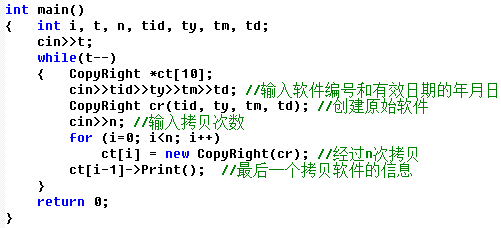 int main()
{   int i, t, n, tid, ty, tm, td;
    cin>>t;
    while(t--)
    {   CopyRight *ct[10];
        cin>>tid>>ty>>tm>>td; //输入软件编号和有效日期的年月日
        CopyRight cr(tid, ty, tm, td); //创建原始软件
        cin>>n; //输入拷贝次数
        for (i=0; i<n; i++)
            ct[i] = new CopyRight(cr); //经过n次拷贝
        ct[i-1]->Print();  //最后一个拷贝软件的信息
    }
    return 0;
}